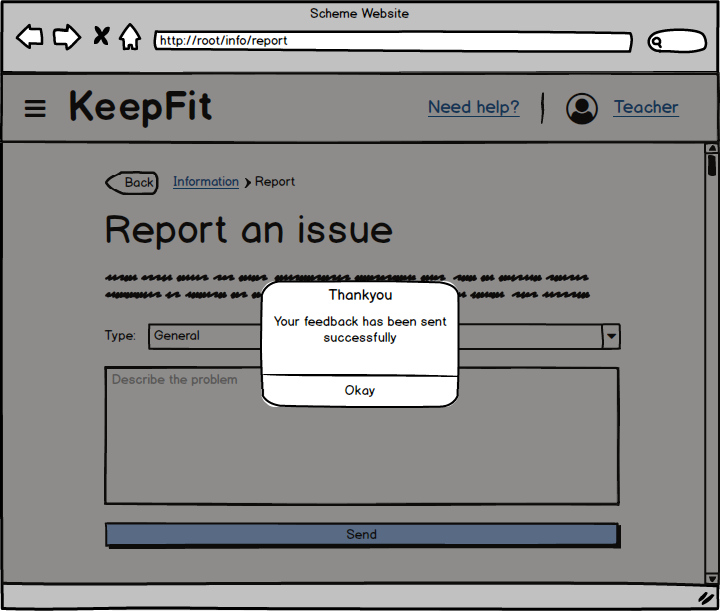 Scheme Website
http://root/info/report
KeepFit
Need help?
Teacher
Back
Information
Report
Report an issue
Type:
General
Describe the problem
Thankyou
Your feedback has been sent
successfully
Okay
Send